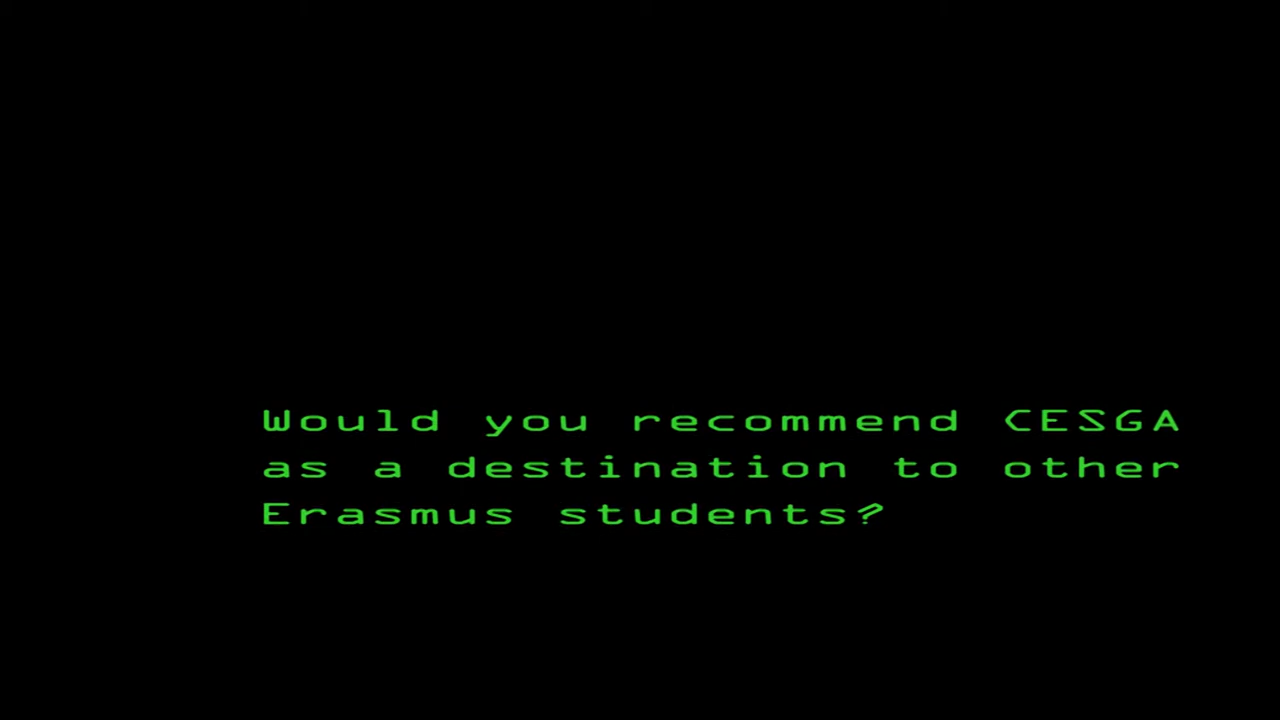 Would you recommend CESGA
as a destination to other
Erasmus students?